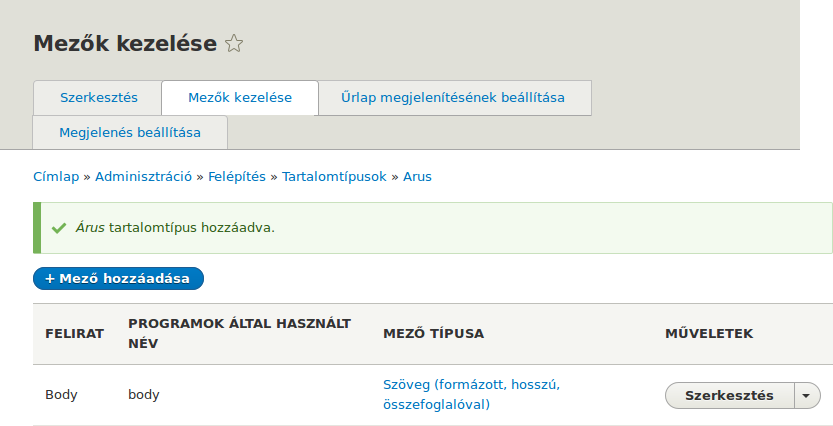 Mezők kezelése
Szerkesztés
Mezők kezelése
Űrlap megjelenítésének beállítása
Megjelenés beállítása
Címlap » Adminisztráció » Felépítés » Tartalomtípusok » Arus
Árus tartalomtípus hozzáadva.
+ Mező hozzáadása
FELIRAT
PROGRAMOK ÁLTAL HASZNÁLT
NÉV
MEZŐ TÍPUSA
MŰVELETEK
Body
body
Szöveg (formázott, hosszú,
összefoglalóval)
Szerkesztés